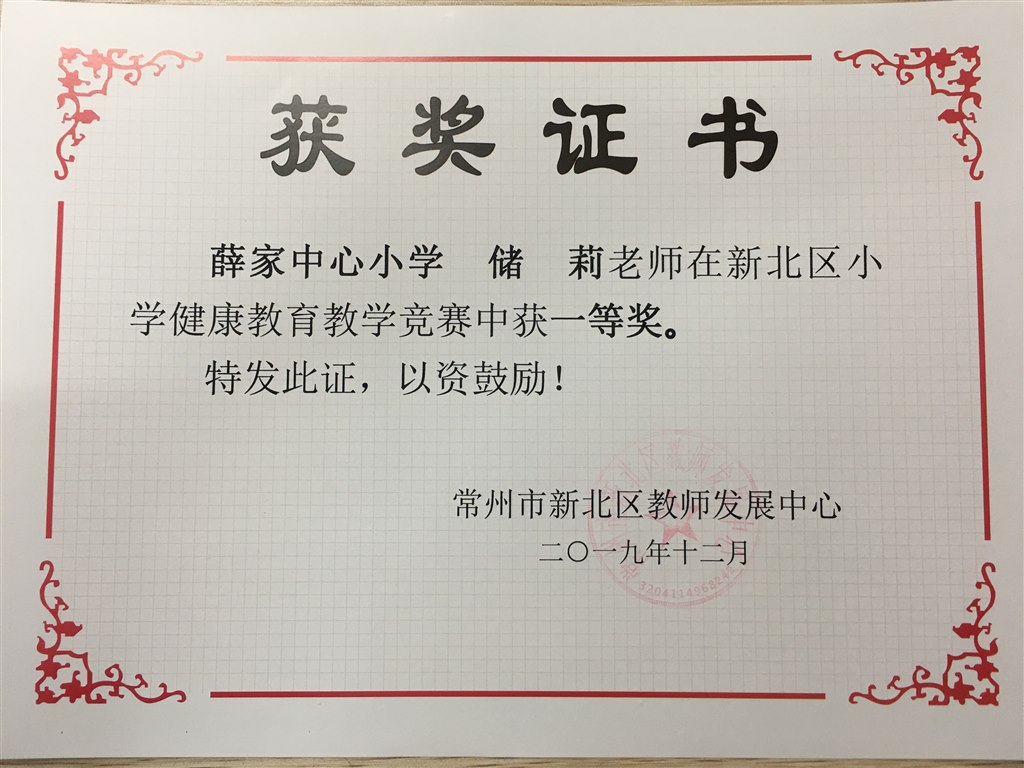 获奖证书
薛家中心小学 储 莉老师在新北区小
学健康教育教学竞赛中获一等奖。
特发此证，以资鼓励！
常州市新北区教师发展中心
二〇一九年十二月